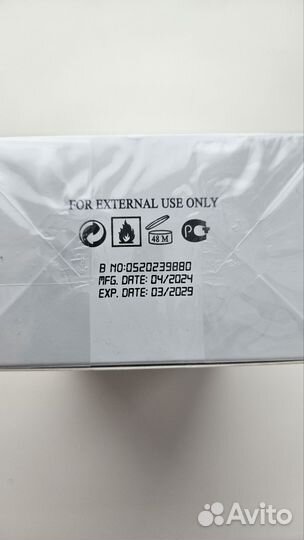 FOR EXTERNAL USE ONLY
48 M
B NO:0520239880
MFG. DATE: 04/2024
EXP. DATE: 03/2029
Avito